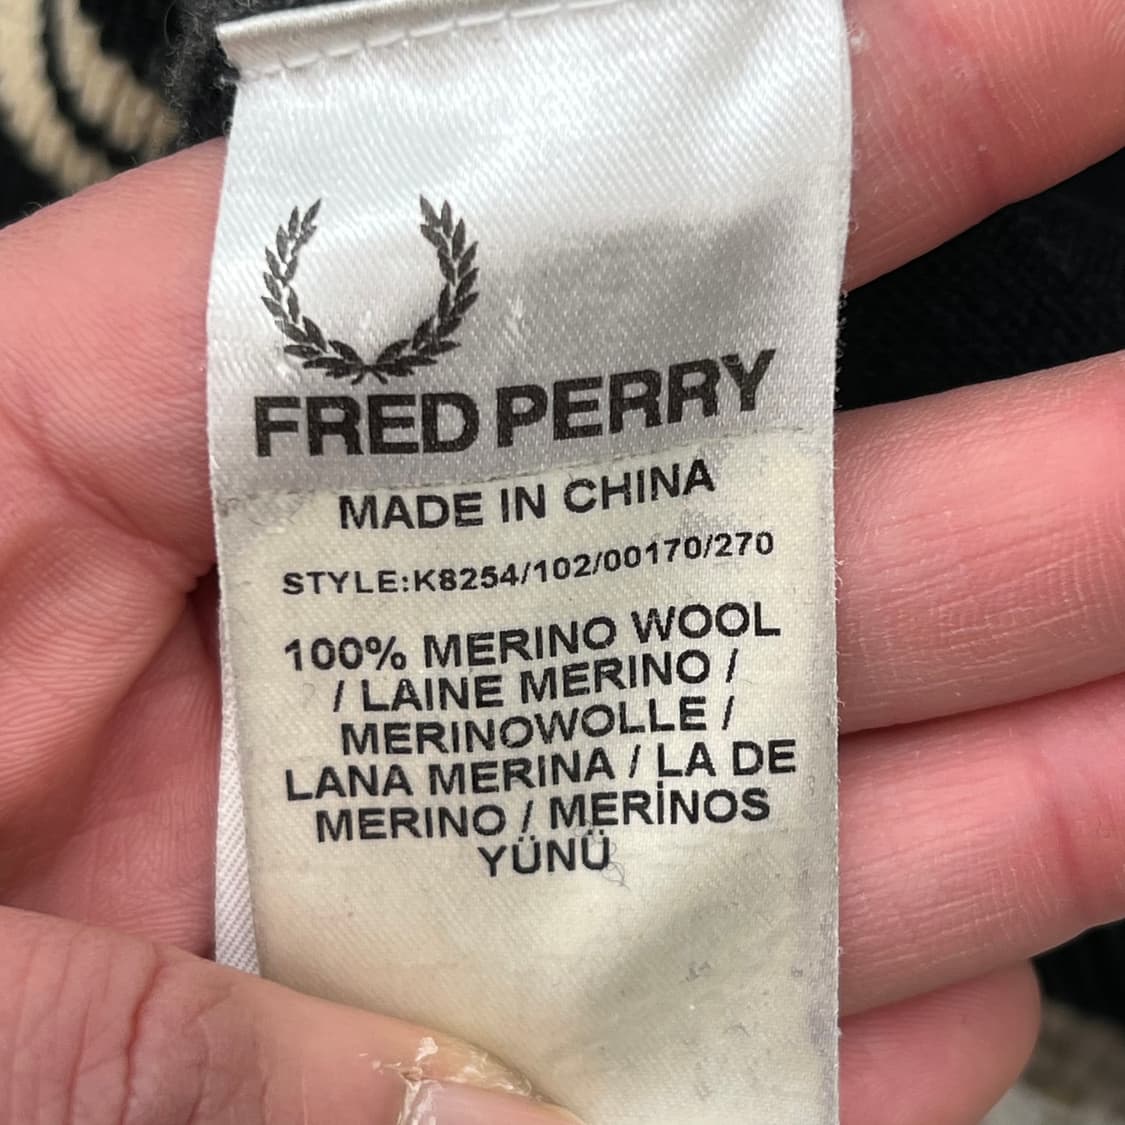 FRED PERRY
MADE IN CHINA
STYLE:K8254/102/00170/270
100% MERINO WOOL
/ LAINE MERINO /
MERINOWOLLE /
LANA MERINA / LA DE
MERINO / MERİNOS
YÜNÜ